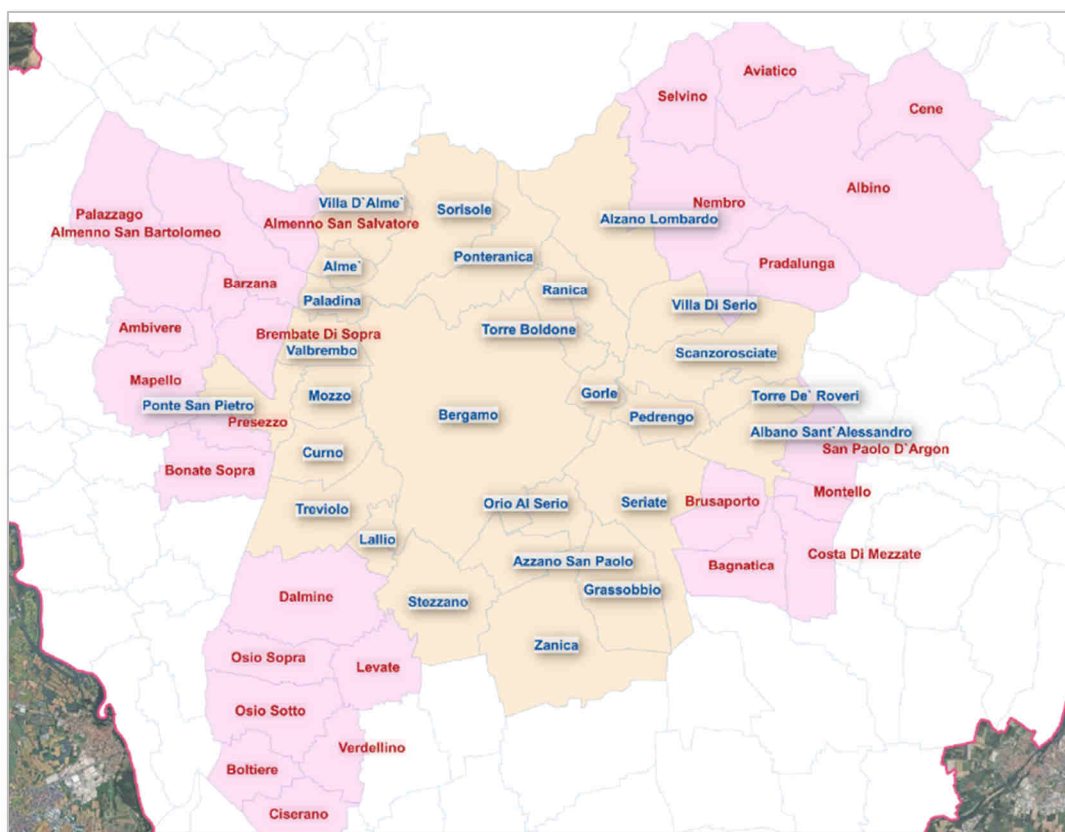 Aviatico
Selvino
Cene
Albino
Nembro
Villa D`Alme`
Sorisole
Palazzago
Almenno San Salvatore
Alzano Lombardo
Almenno San Bartolomeo
Ponteranica
Pradalunga
Alme`
Barzana
Ranica
Paladina
Villa Di Serio
Ambivere
Brembate Di Sopra
Torre Boldone
Valbrembo
Scanzorosciate
Mapello
Mozzo
Gorle
Torre De` Roveri
Ponte San Pietro
Bergamo
Pedrengo
Presezzo
Albano Sant`Alessandro
San Paolo D`Argon
Curno
Bonate Sopra
Montello
Treviolo
Orio Al Serio
Seriate
Brusaporto
Lallio
Costa Di Mezzate
Azzano San Paolo
Bagnatica
Grassobbio
Dalmine
Stezzano
Zanica
Osio Sopra
Levate
Osio Sotto
Verdellino
Boltiere
Ciserano